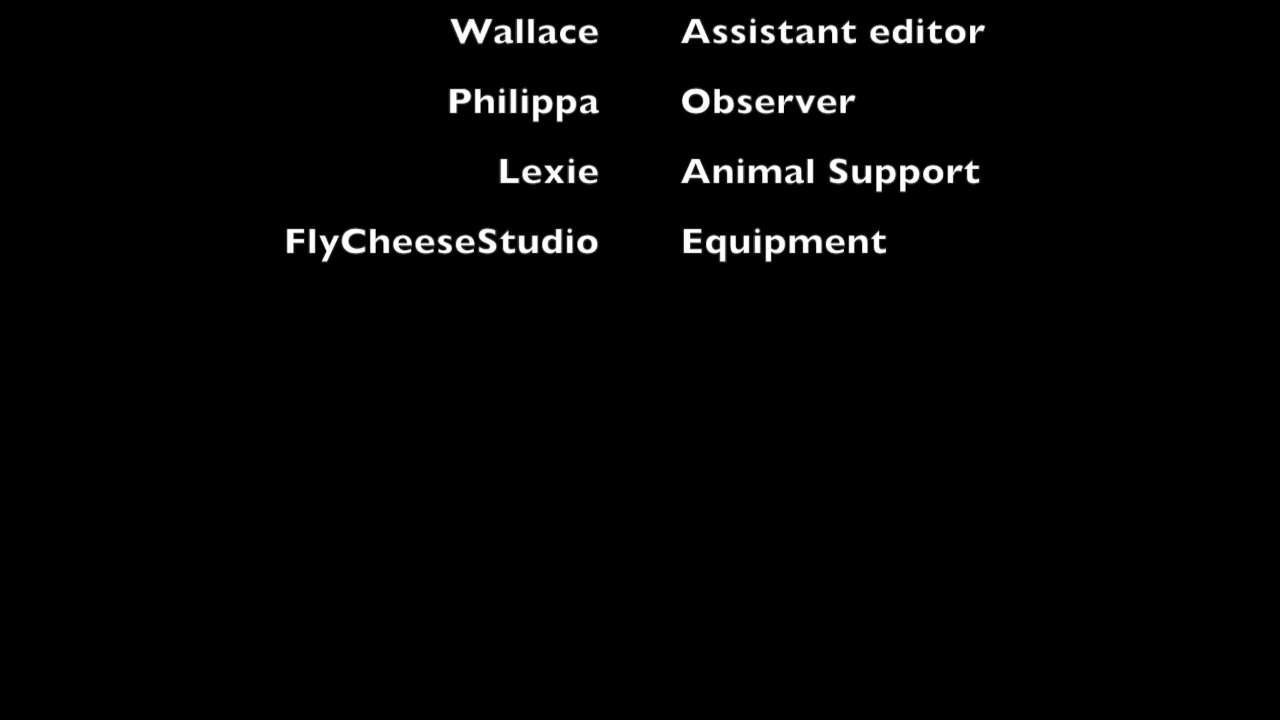 Wallace Assistant editor
Philippa Observer
Lexie Animal Support
FlyCheeseStudio Equipment